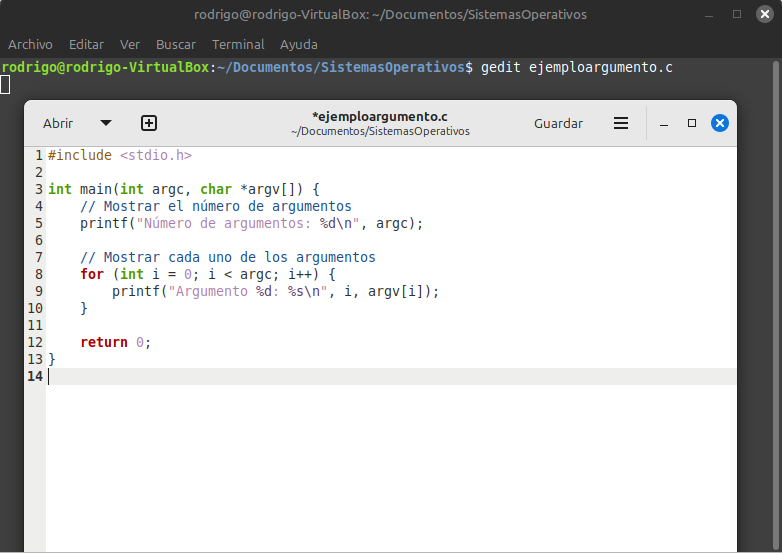 rodrigo@rodrigo-VirtualBox: ~/Documentos/SistemasOperativos
Archivo Editar Ver Buscar Terminal Ayuda
rodrigo@rodrigo-VirtualBox:~/Documentos/SistemasOperativos$ gedit ejemploargumento.c
Abrir
*ejemploargumento.c
~/Documentos/SistemasOperativos
Guardar
1 #include <stdio.h>
2
3 int main(int argc, char *argv[]) {
4     // Mostrar el número de argumentos
5     printf("Número de argumentos: %d\n", argc);
6
7     // Mostrar cada uno de los argumentos
8     for (int i = 0; i < argc; i++) {
9         printf("Argumento %d: %s\n", i, argv[i]);
10     }
11
12     return 0;
13 }
14